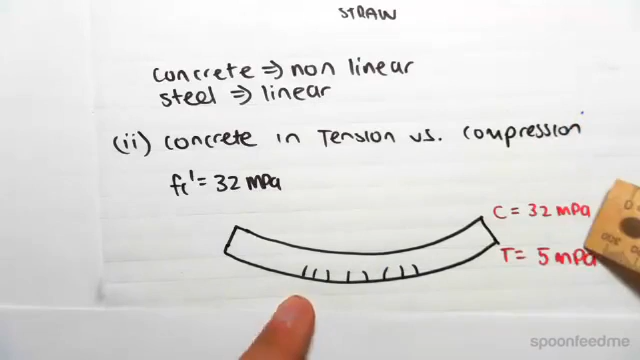 STRAW
concrete => non linear
steel => linear
(ii) concrete in Tension vs. compression
fc' = 32 mpa
C = 32 mpa
T = 5 mpa
spoonfeedme